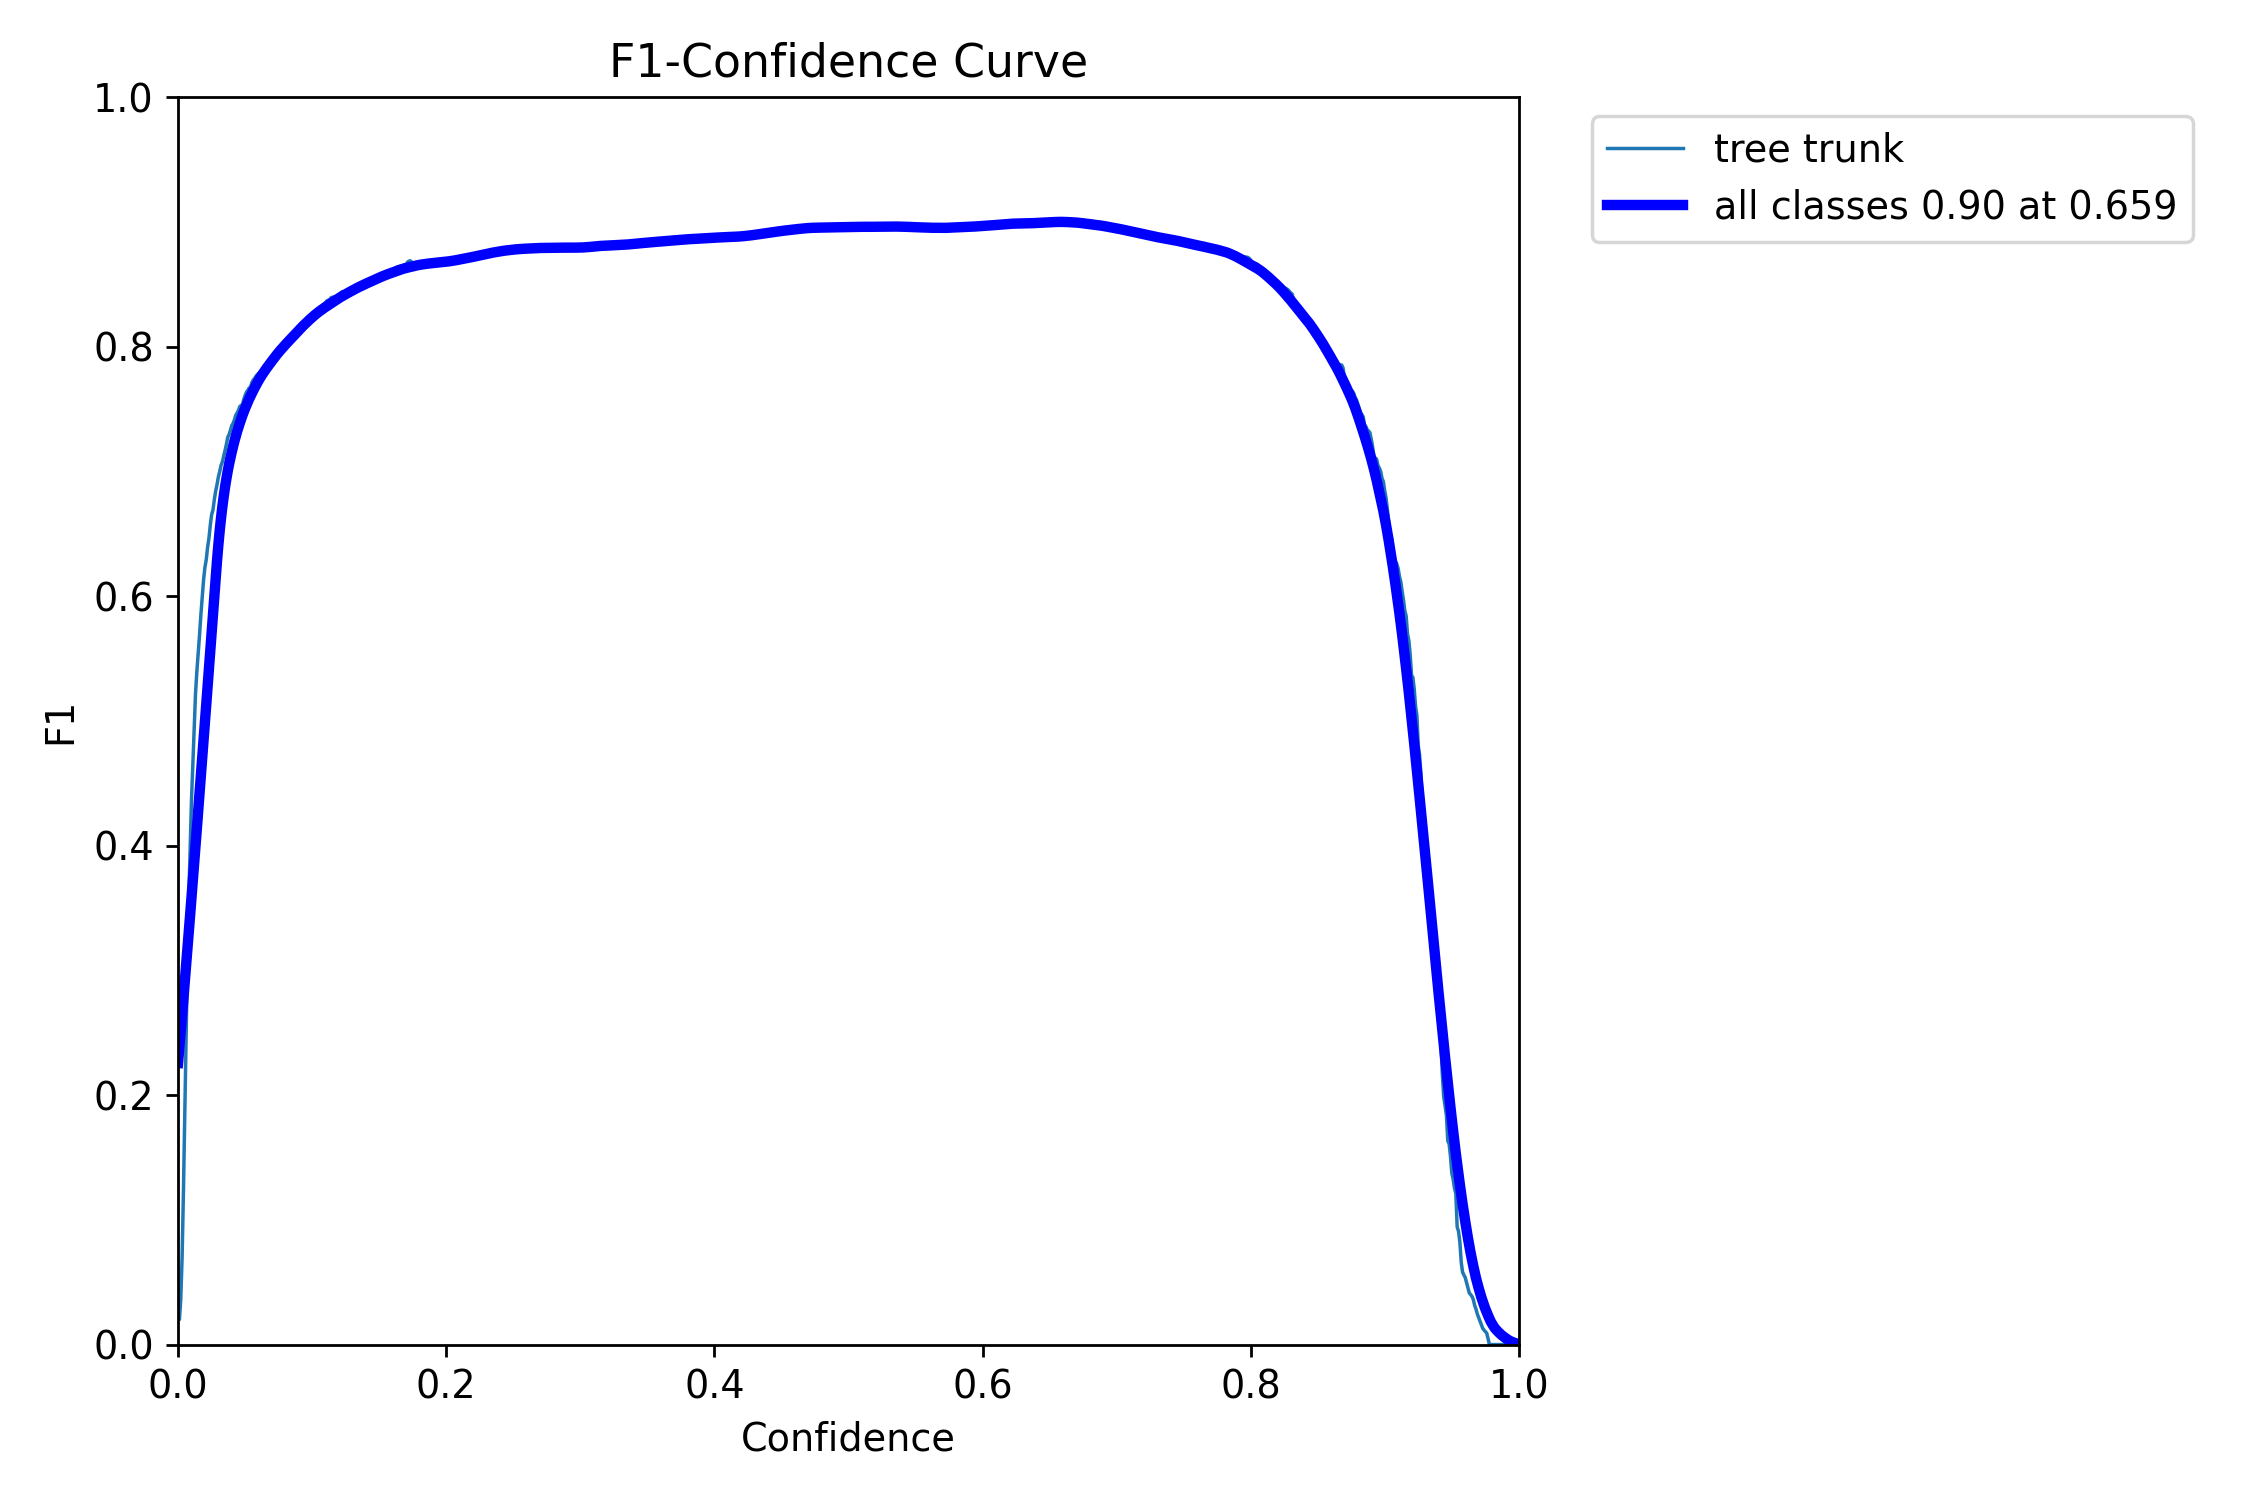 F1-Confidence Curve
1.0
0.8
0.6
0.4
0.2
0.0
F1
0.0 0.2 0.4 0.6 0.8 1.0
Confidence
tree trunk
all classes 0.90 at 0.659